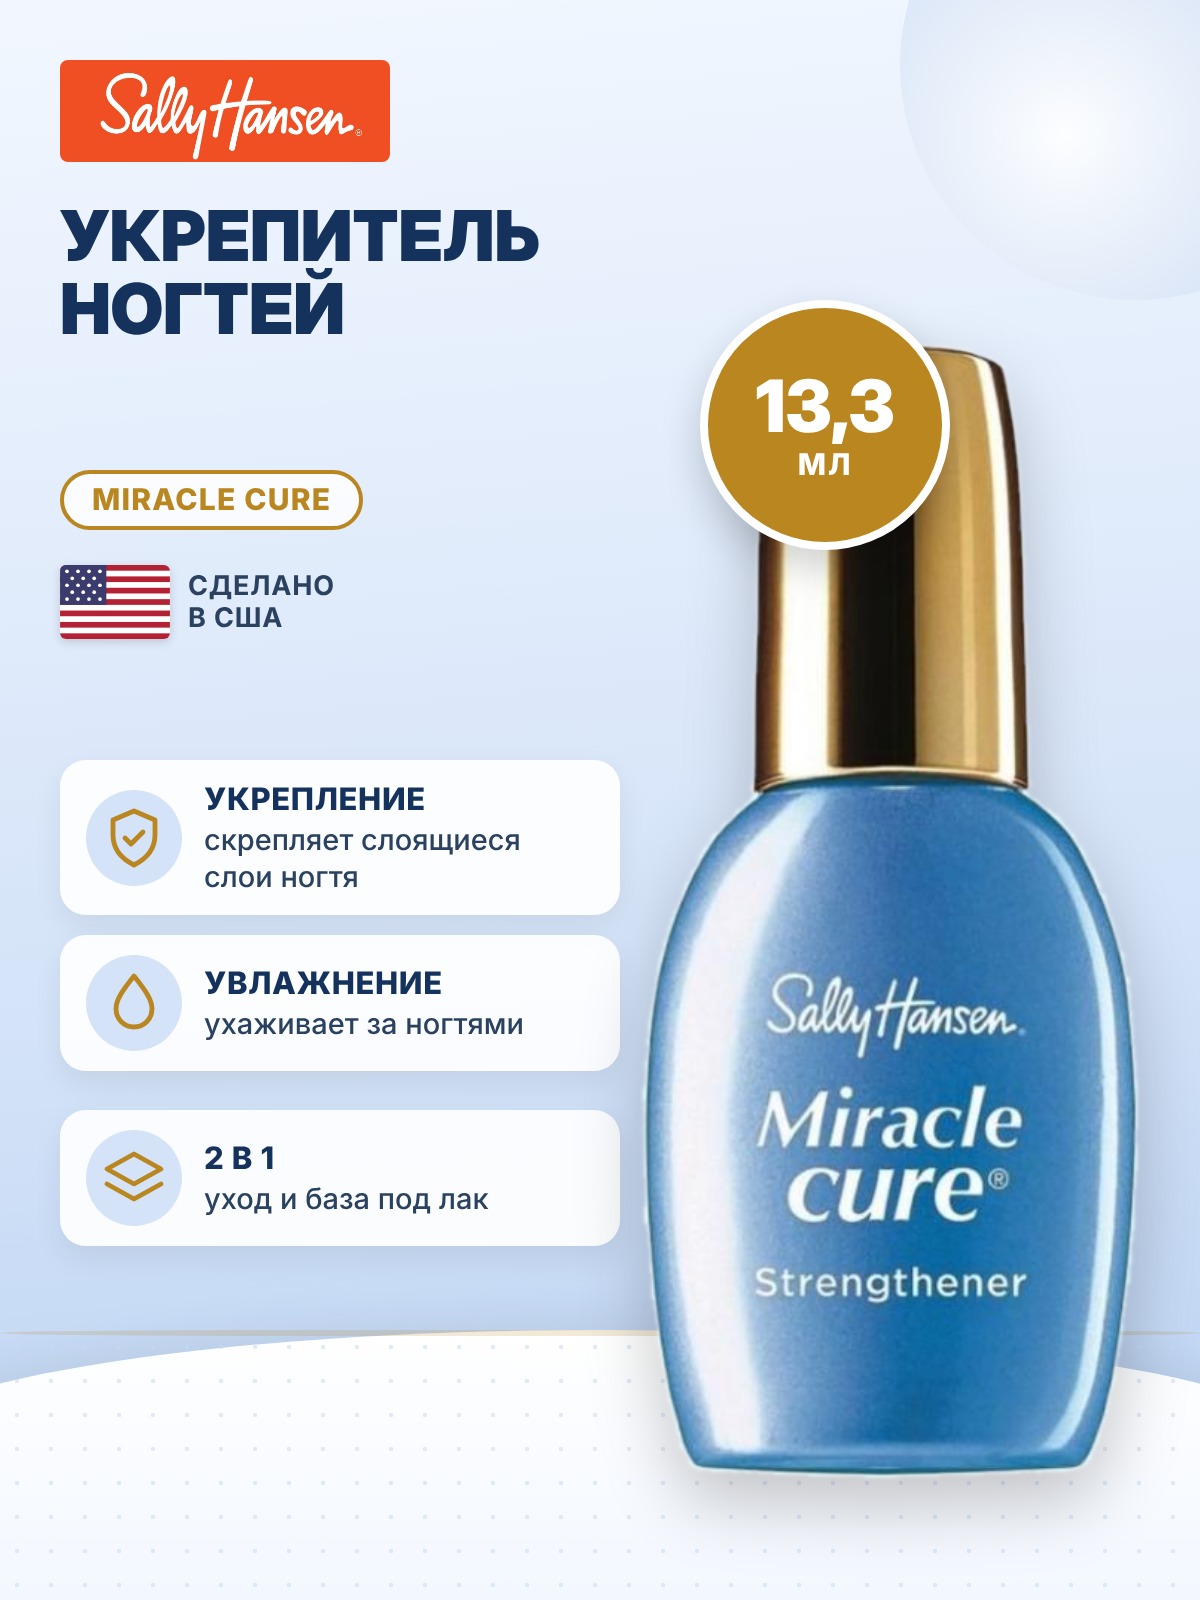 Sally Hansen®
УКРЕПИТЕЛЬ
НОГТЕЙ
13,3
МЛ
MIRACLE CURE
СДЕЛАНО
В США
УКРЕПЛЕНИЕ
скрепляет слоящиеся
слои ногтя
УВЛАЖНЕНИЕ
ухаживает за ногтями
2 В 1
уход и база под лак
Sally Hansen®
Miracle
cure®
Strengthener